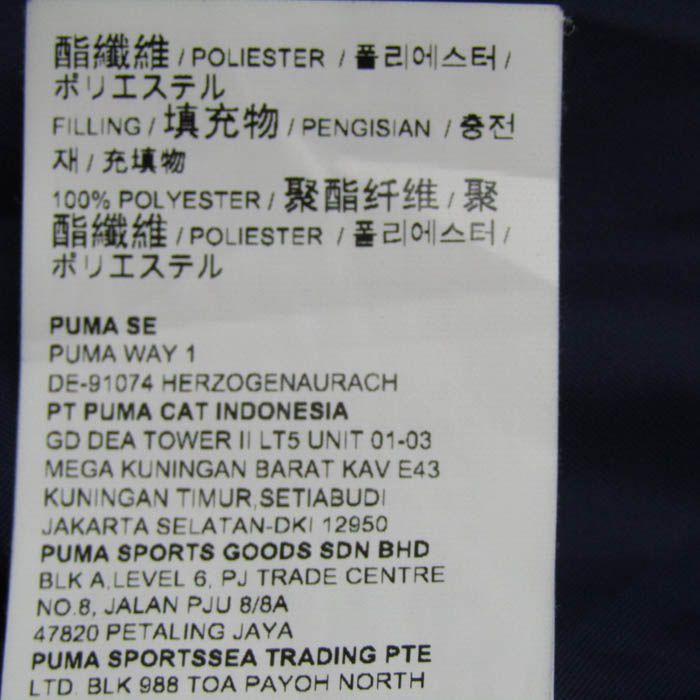 酯纖維 / POLIESTER / 폴리에스터 /
ポリエステル
FILLING / 填充物 / PENGISIAN / 충전
재 / 充填物
100% POLYESTER / 聚酯纤维 / 聚
酯纖維 / POLIESTER / 폴리에스터 /
ポリエステル
PUMA SE
PUMA WAY 1
DE-91074 HERZOGENAURACH
PT PUMA CAT INDONESIA
GD DEA TOWER II LT5 UNIT 01-03
MEGA KUNINGAN BARAT KAV E43
KUNINGAN TIMUR,SETIABUDI
JAKARTA SELATAN-DKI 12950
PUMA SPORTS GOODS SDN BHD
BLK A,LEVEL 6, PJ TRADE CENTRE
NO.8, JALAN PJU 8/8A
47820 PETALING JAYA
PUMA SPORTSSEA TRADING PTE
LTD. BLK 988 TOA PAYOH NORTH